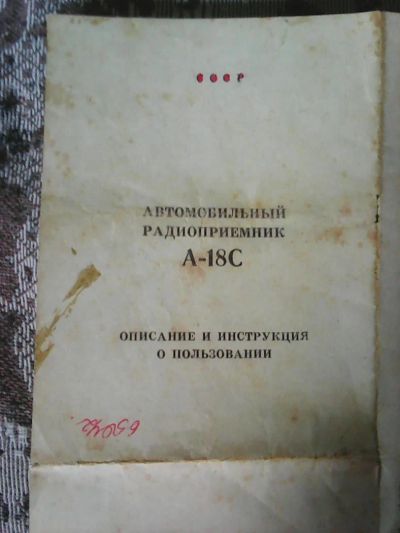 СССР
АВТОМОБИЛЬНЫЙ
РАДИОПРИЕМНИК
А-18С
ОПИСАНИЕ И ИНСТРУКЦИЯ
О ПОЛЬЗОВАНИИ